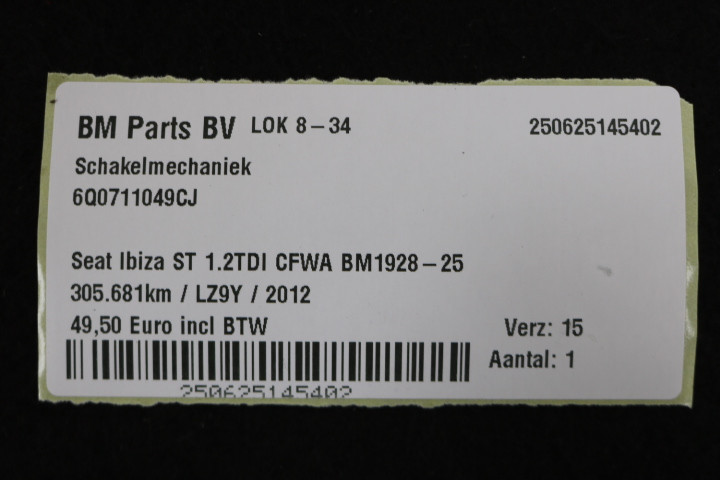 BM Parts BV LOK 8-34 250625145402
Schakelmechaniek
6Q0711049CJ
Seat Ibiza ST 1.2TDI CFWA BM1928-25
305.681km / LZ9Y / 2012
49,50 Euro incl BTW Verz: 15
Aantal: 1
250625145402